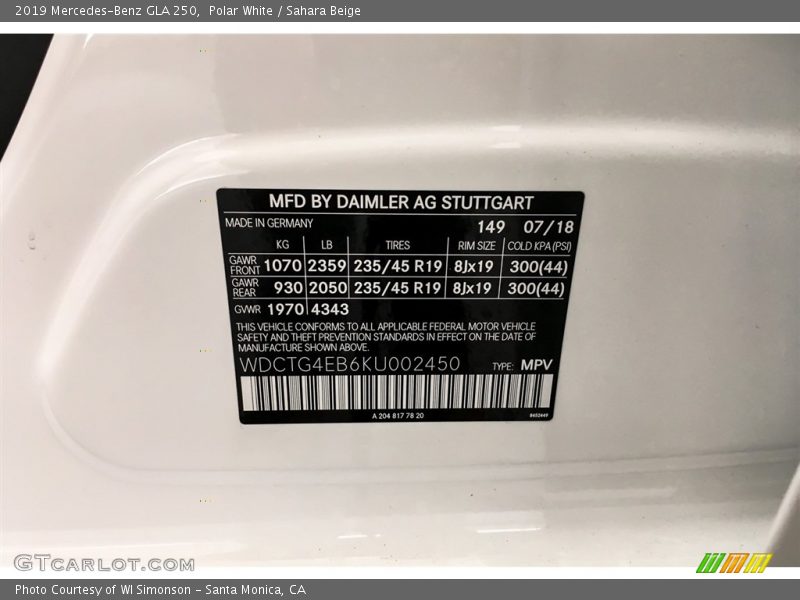 2019 Mercedes-Benz GLA 250, Polar White / Sahara Beige
MFD BY DAIMLER AG STUTTGART
MADE IN GERMANY 149 07/18
KG LB TIRES RIM SIZE COLD KPA (PSI)
GAWR FRONT 1070 2359 235/45 R19 8Jx19 300(44)
GAWR REAR 930 2050 235/45 R19 8Jx19 300(44)
GVWR 1970 4343
THIS VEHICLE CONFORMS TO ALL APPLICABLE FEDERAL MOTOR VEHICLE
SAFETY AND THEFT PREVENTION STANDARDS IN EFFECT ON THE DATE OF
MANUFACTURE SHOWN ABOVE.
WDCTG4EB6KU002450 TYPE: MPV
A 204 817 78 20
GTCARLOT.COM
Photo Courtesy of WI Simonson - Santa Monica, CA